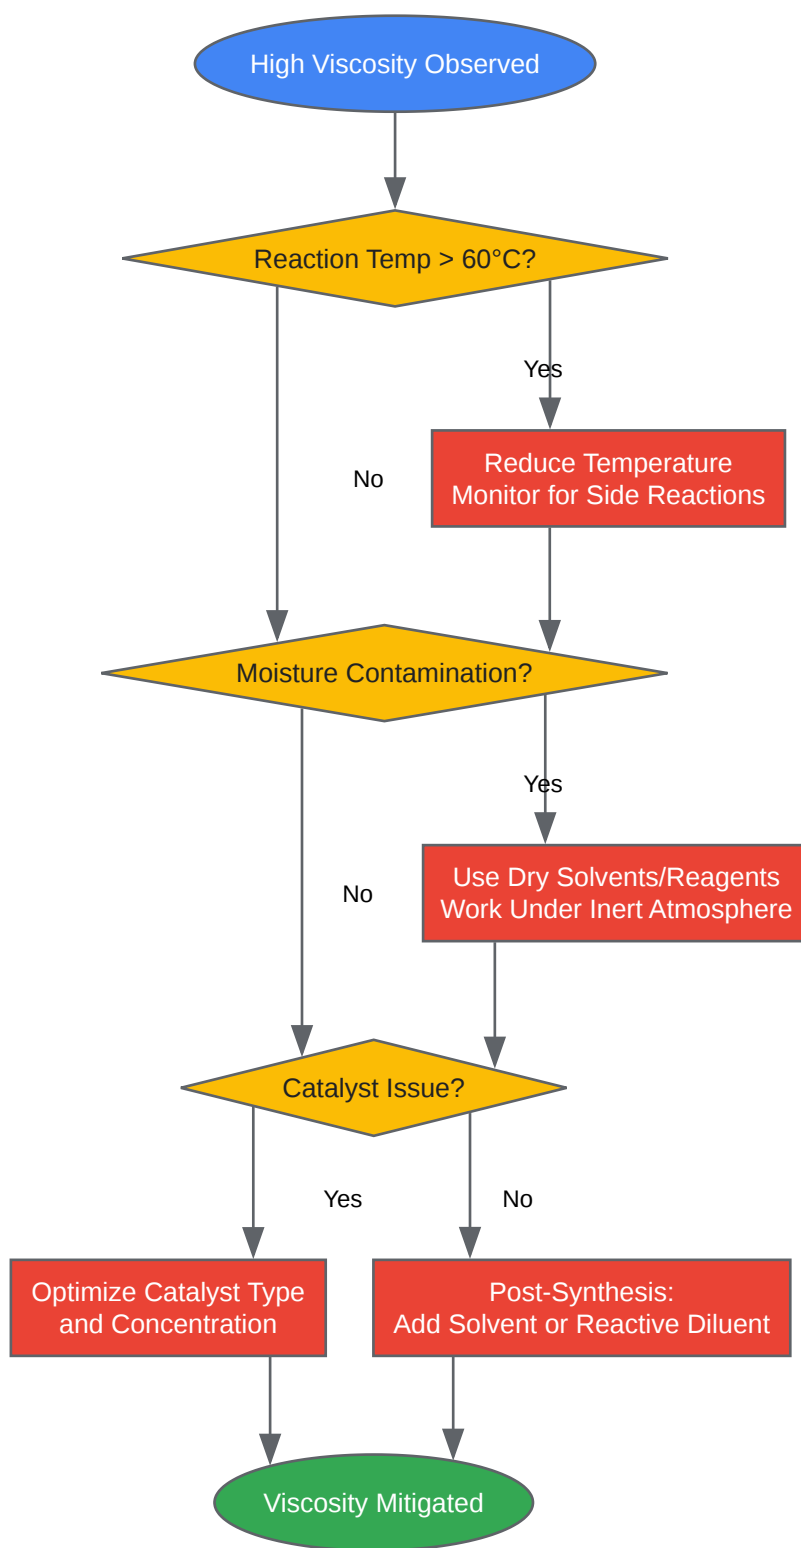 High Viscosity Observed
Reaction Temp > 60°C?
Yes
Reduce Temperature
Monitor for Side Reactions
No
Moisture Contamination?
Yes
Use Dry Solvents/Reagents
Work Under Inert Atmosphere
No
Catalyst Issue?
Yes
No
Optimize Catalyst Type
and Concentration
Post-Synthesis:
Add Solvent or Reactive Diluent
Viscosity Mitigated